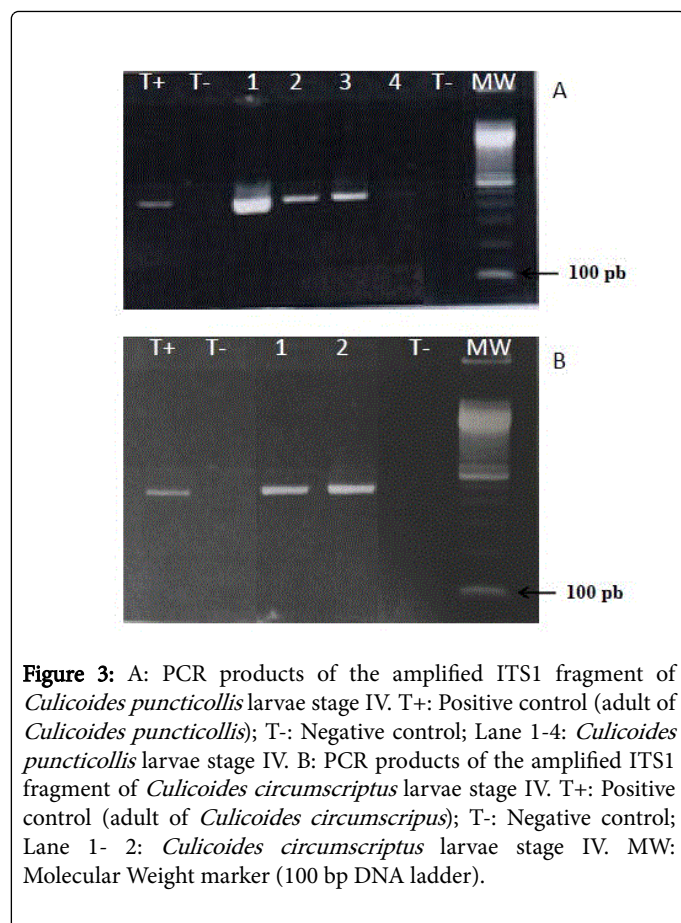 T+ T- 1 2 3 4 T- MW
A
100 pb
T+ T- 1 2 T- MW
B
100 pb
Figure 3: A: PCR products of the amplified ITS1 fragment of
Culicoides puncticollis larvae stage IV. T+: Positive control (adult of
Culicoides puncticollis); T-: Negative control; Lane 1-4: Culicoides
puncticollis larvae stage IV. B: PCR products of the amplified ITS1
fragment of Culicoides circumscriptus larvae stage IV. T+: Positive
control (adult of Culicoides circumscripus); T-: Negative control;
Lane 1- 2: Culicoides circumscriptus larvae stage IV. MW:
Molecular Weight marker (100 bp DNA ladder).